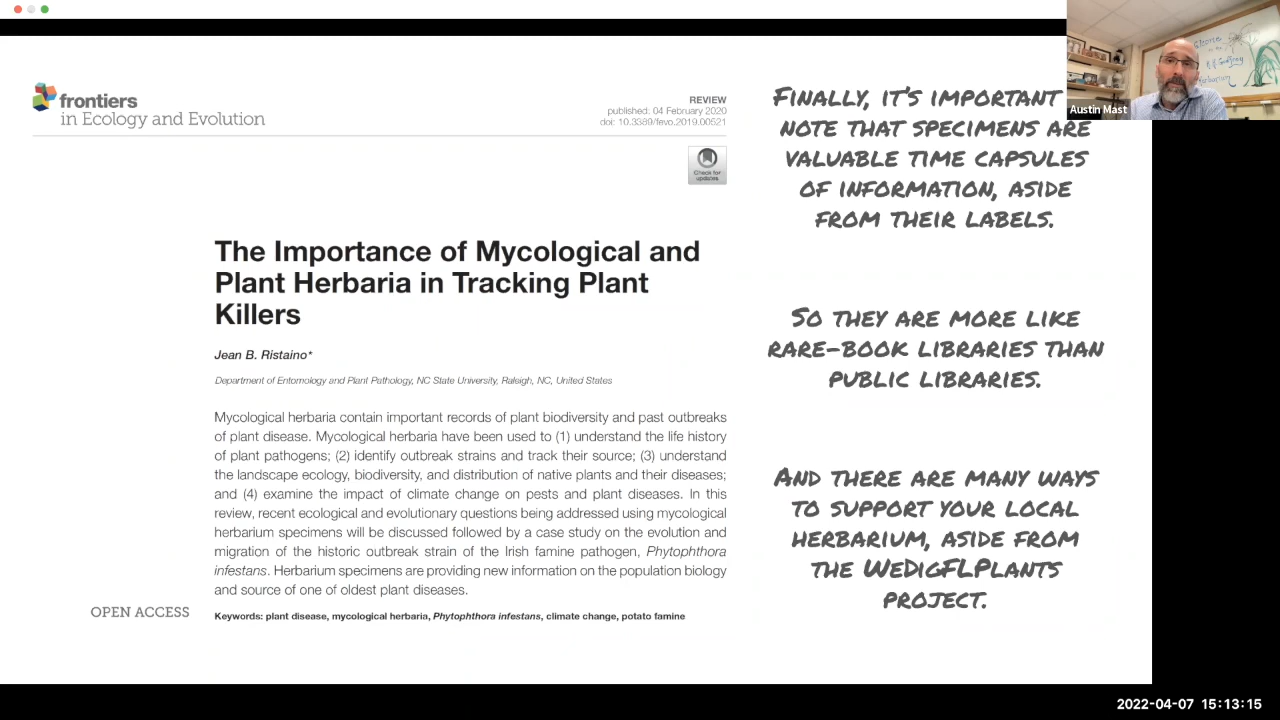 frontiers
in Ecology and Evolution
REVIEW
published: 04 February 2020
doi: 10.3389/fevo.2019.00521
Check for
updates
The Importance of Mycological and
Plant Herbaria in Tracking Plant
Killers
Jean B. Ristaino*
Department of Entomology and Plant Pathology, NC State University, Raleigh, NC, United States
Mycological herbaria contain important records of plant biodiversity and past outbreaks
of plant disease. Mycological herbaria have been used to (1) understand the life history
of plant pathogens; (2) identify outbreak strains and track their source; (3) understand
the landscape ecology, biodiversity, and distribution of native plants and their diseases;
and (4) examine the impact of climate change on pests and plant diseases. In this
review, recent ecological and evolutionary questions being addressed using mycological
herbarium specimens will be discussed followed by a case study on the evolution and
migration of the historic outbreak strain of the Irish famine pathogen, Phytophthora
infestans. Herbarium specimens are providing new information on the population biology
and source of one of oldest plant diseases.
OPEN ACCESS
Keywords: plant disease, mycological herbaria, Phytophthora infestans, climate change, potato famine
Finally, it's important
note that specimens are
valuable time capsules
of information, aside
from their labels.
So they are more like
rare-book libraries than
public libraries.
And there are many ways
to support your local
herbarium, aside from
the WeDigFLPlants
project.
Austin Mast
2022-04-07 15:13:15